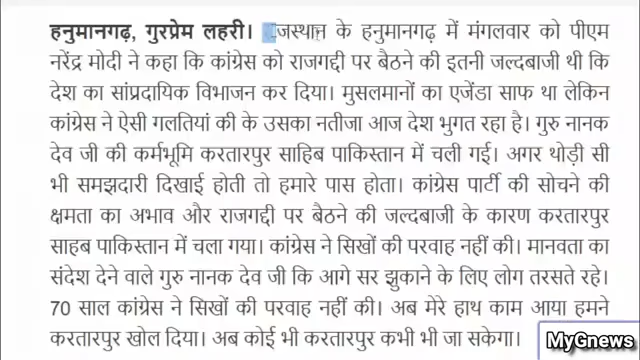 हनुमानगढ़, गुरप्रेम लहरी। राजस्थान के हनुमानगढ़ में मंगलवार को पीएम
नरेंद्र मोदी ने कहा कि कांग्रेस को राजगद्दी पर बैठने की इतनी जल्दबाजी थी कि
देश का सांप्रदायिक विभाजन कर दिया। मुसलमानों का एजेंडा साफ था लेकिन
कांग्रेस ने ऐसी गलतियां की के उसका नतीजा आज देश भुगत रहा है। गुरु नानक
देव जी की कर्मभूमि करतारपुर साहिब पाकिस्तान में चली गई। अगर थोड़ी सी
भी समझदारी दिखाई होती तो हमारे पास होता। कांग्रेस पार्टी की सोचने की
क्षमता का अभाव और राजगद्दी पर बैठने की जल्दबाजी के कारण करतारपुर
साहब पाकिस्तान में चला गया। कांग्रेस ने सिखों की परवाह नहीं की। मानवता का
संदेश देने वाले गुरु नानक देव जी कि आगे सर झुकाने के लिए लोग तरसते रहे।
70 साल कांग्रेस ने सिखों की परवाह नहीं की। अब मेरे हाथ काम आया हमने
करतारपुर खोल दिया। अब कोई भी करतारपुर कभी भी जा सकेगा।
MyGnews